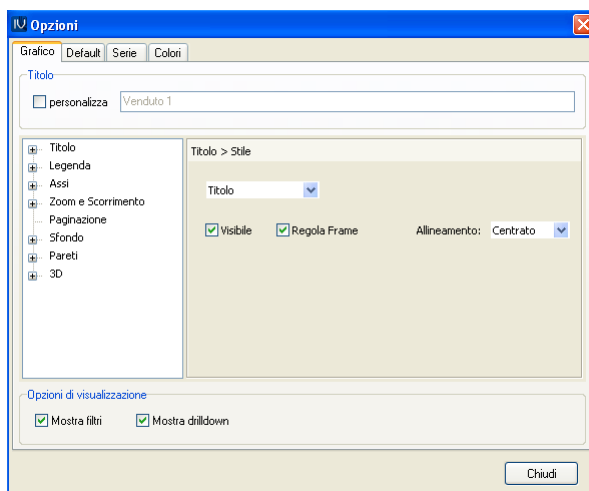 IV Opzioni
Grafico Default Serie Colori
Titolo
personalizza Venduto 1
Titolo
Legenda
Assi
Zoom e Scorrimento
Paginazione
Sfondo
Pareti
3D
Titolo > Stile
Titolo
Visibile Regola Frame Allineamento: Centrato
Opzioni di visualizzazione
Mostra filtri Mostra drilldown
Chiudi